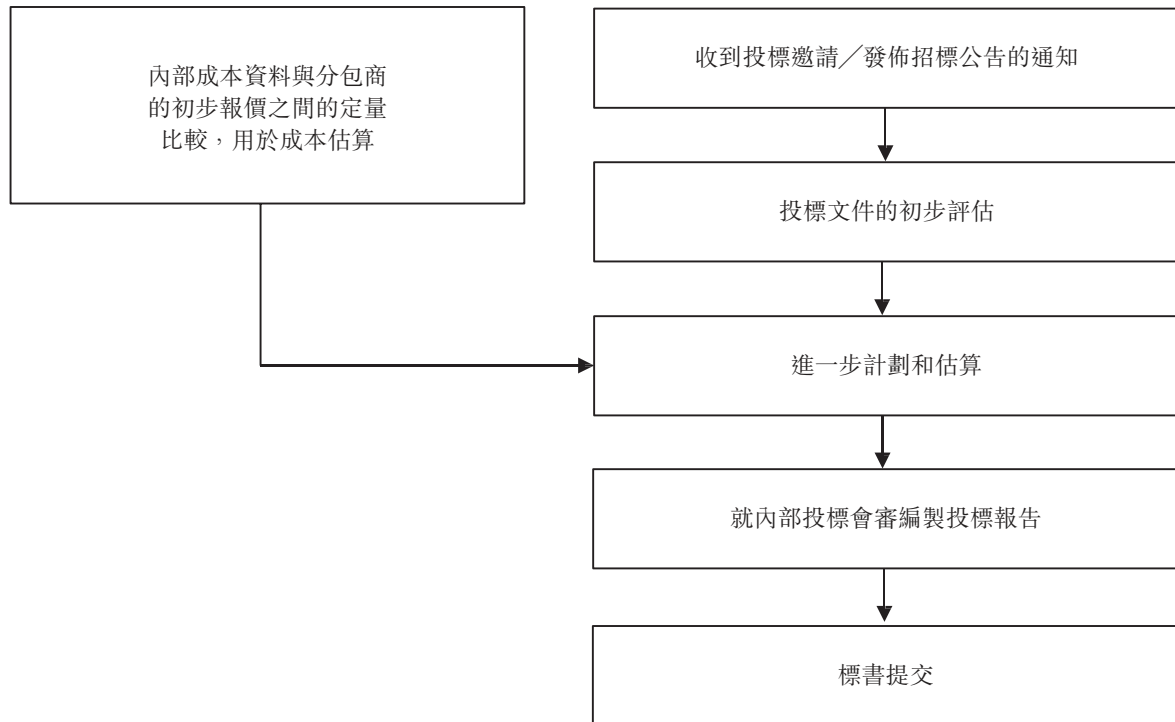 內部成本資料與分包商
的初步報價之間的定量
比較，用於成本估算
收到投標邀請／發佈招標公告的通知
投標文件的初步評估
進一步計劃和估算
就內部投標會審編製投標報告
標書提交